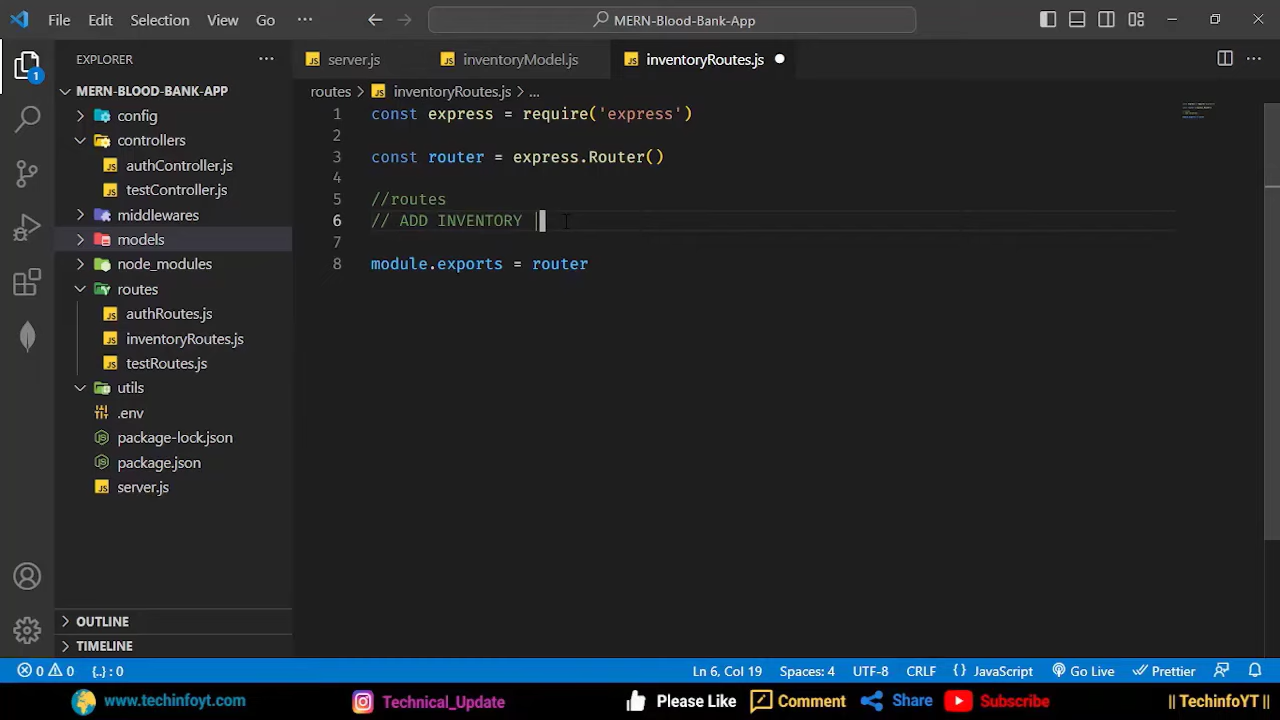 File Edit Selection View Go ··· MERN-Blood-Bank-App
EXPLORER ···
MERN-BLOOD-BANK-APP
config
controllers
authController.js
testController.js
middlewares
models
node_modules
routes
authRoutes.js
inventoryRoutes.js
testRoutes.js
utils
.env
package-lock.json
package.json
server.js
OUTLINE
TIMELINE
1
server.js inventoryModel.js inventoryRoutes.js ···
routes > inventoryRoutes.js > ...
1 const express = require('express')
2
3 const router = express.Router()
4
5 //routes
6 // ADD INVENTORY |
7
8 module.exports = router
0 0 {..} : 0 Ln 6, Col 19 Spaces: 4 UTF-8 CRLF {} JavaScript Go Live Prettier
www.techinfoyt.com Technical_Update Please Like Comment Share Subscribe || TechinfoYT ||